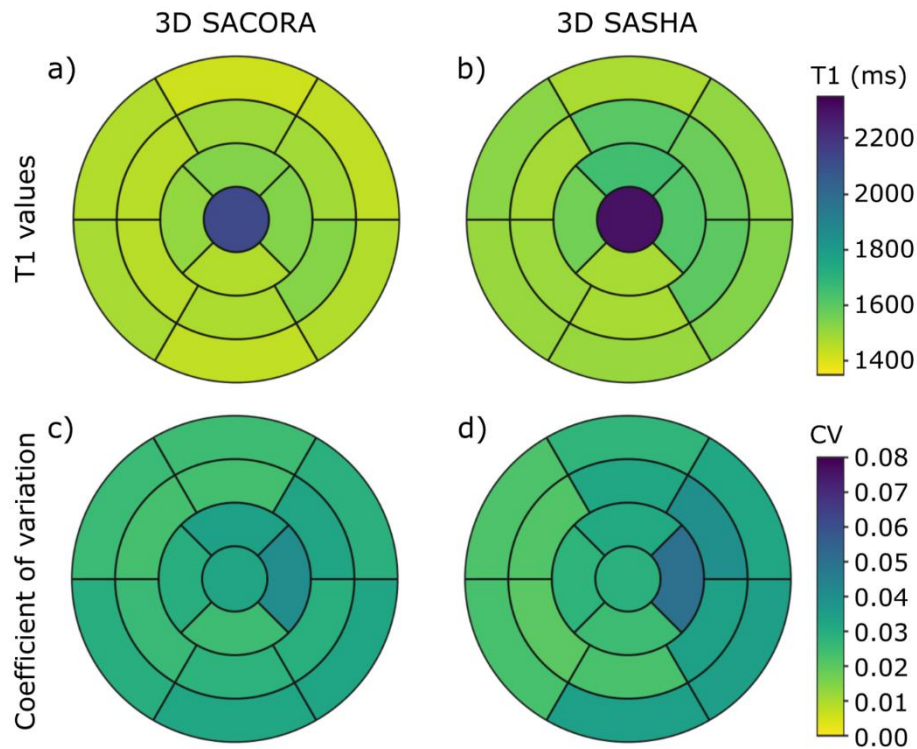 3D SACORA
3D SASHA
a)
b)
T1 (ms)
T1 values
2200
2000
1800
1600
1400
c)
d)
CV
Coefficient of variation
0.08
0.07
0.06
0.05
0.04
0.03
0.02
0.01
0.00